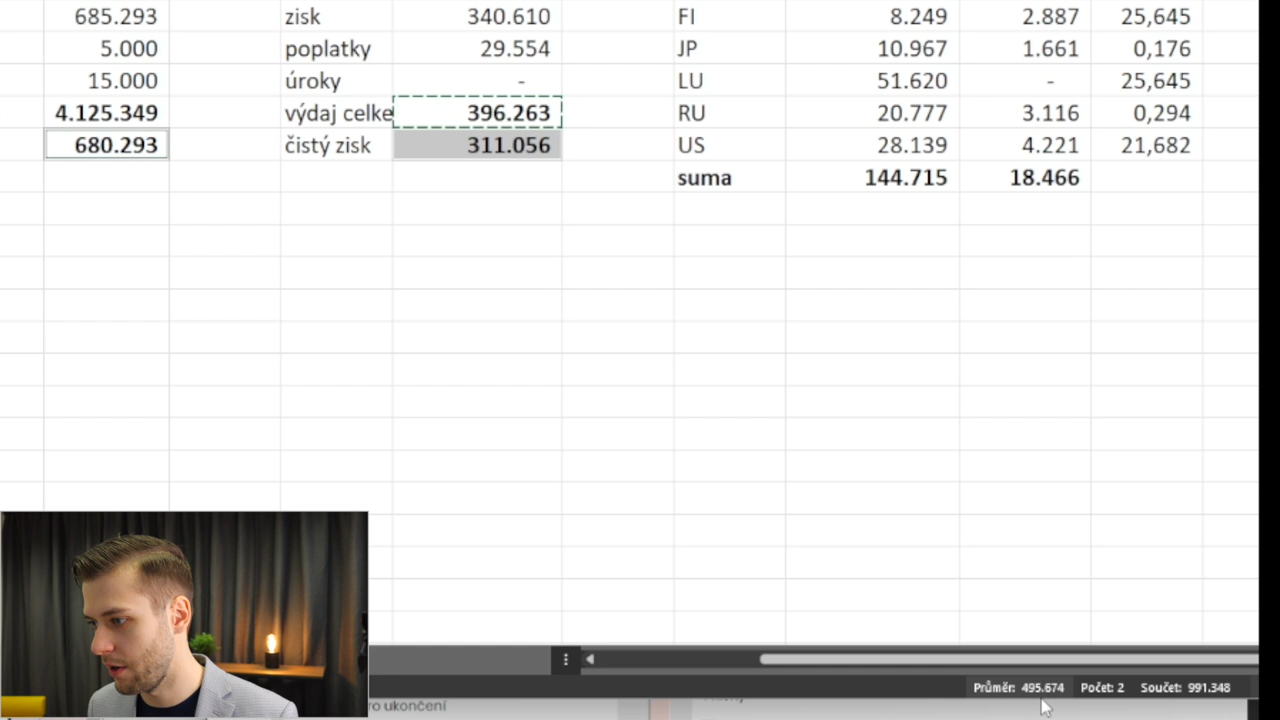 685.293 zisk 340.610 FI 8.249 2.887 25,645
5.000 poplatky 29.554 JP 10.967 1.661 0,176
15.000 úroky - LU 51.620 - 25,645
4.125.349 výdaj celke 396.263 RU 20.777 3.116 0,294
680.293 čistý zisk 311.056 US 28.139 4.221 21,682
suma 144.715 18.466
Průměr: 495.674 Počet: 2 Součet: 991.348
ro ukončení